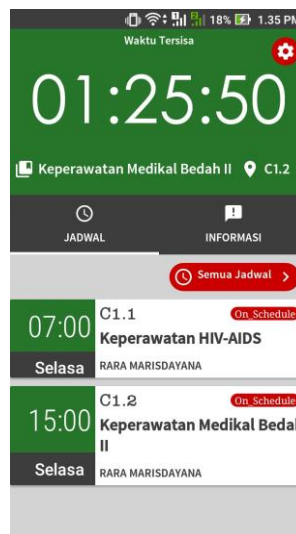 18% 1.35 PM
Waktu Tersisa
01:25:50
Keperawatan Medikal Bedah II C1.2
JADWAL INFORMASI
Semua Jadwal
07:00 C1.1 On_Schedule
Keperawatan HIV-AIDS
Selasa RARA MARISDAYANA
15:00 C1.2 On_Schedule
Keperawatan Medikal Bedah
II
Selasa RARA MARISDAYANA